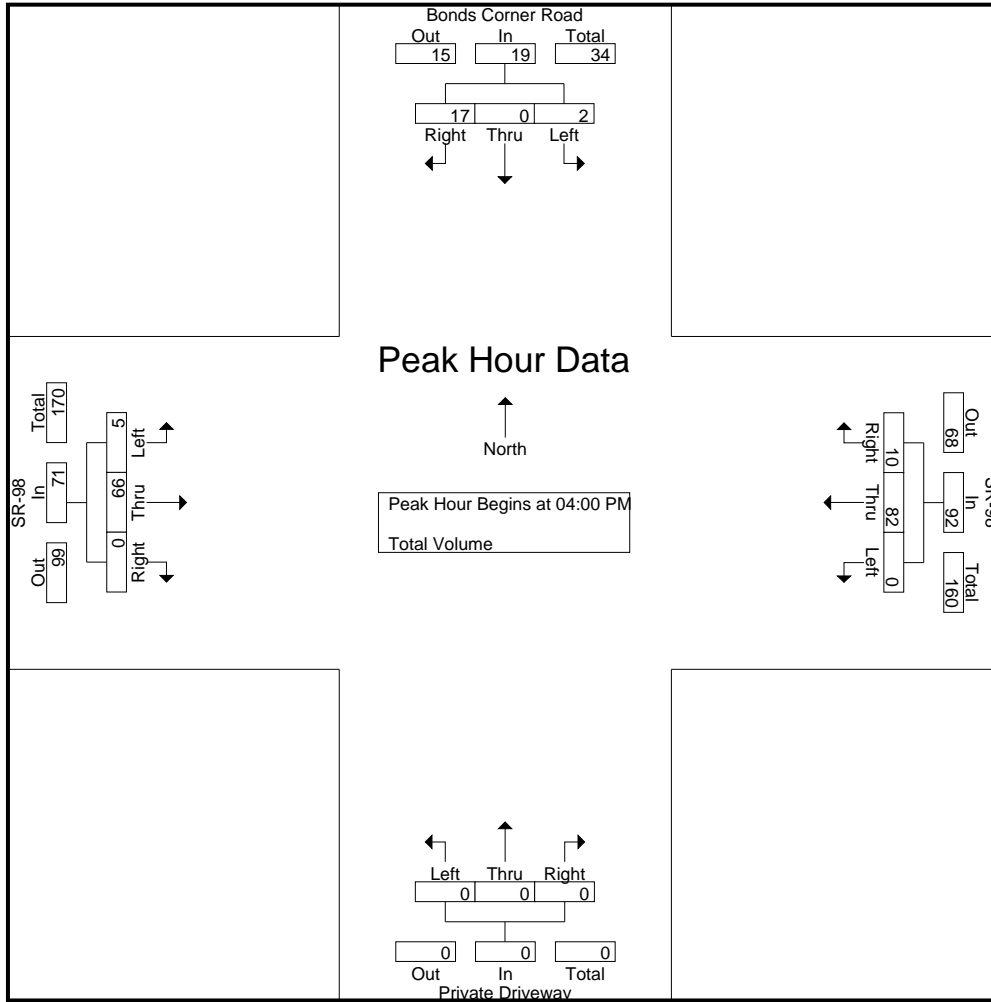 Bonds Corner Road
Out In Total
15 19 34
17 0 2
Right Thru Left
Peak Hour Data
North
Peak Hour Begins at 04:00 PM
Total Volume
SR-98
Out In Total
99 71 170
5 66 0
Left Thru Right
SR-98
Out In Total
68 92 160
10 82 0
Right Thru Left
Left Thru Right
0 0 0
0 0 0
Out In Total
Private Driveway